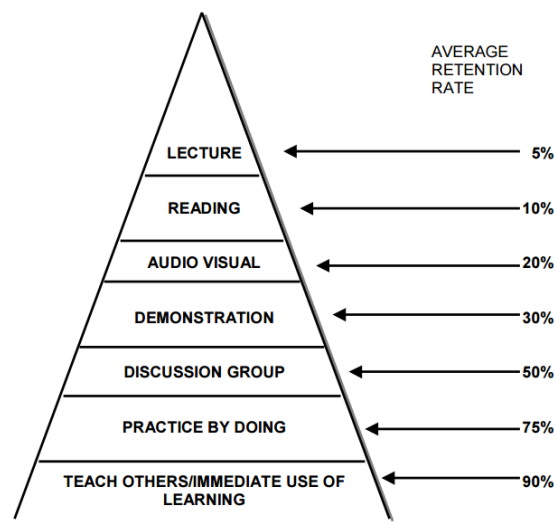 AVERAGE
RETENTION
RATE
LECTURE 5%
READING 10%
AUDIO VISUAL 20%
DEMONSTRATION 30%
DISCUSSION GROUP 50%
PRACTICE BY DOING 75%
TEACH OTHERS/IMMEDIATE USE OF 90%
LEARNING